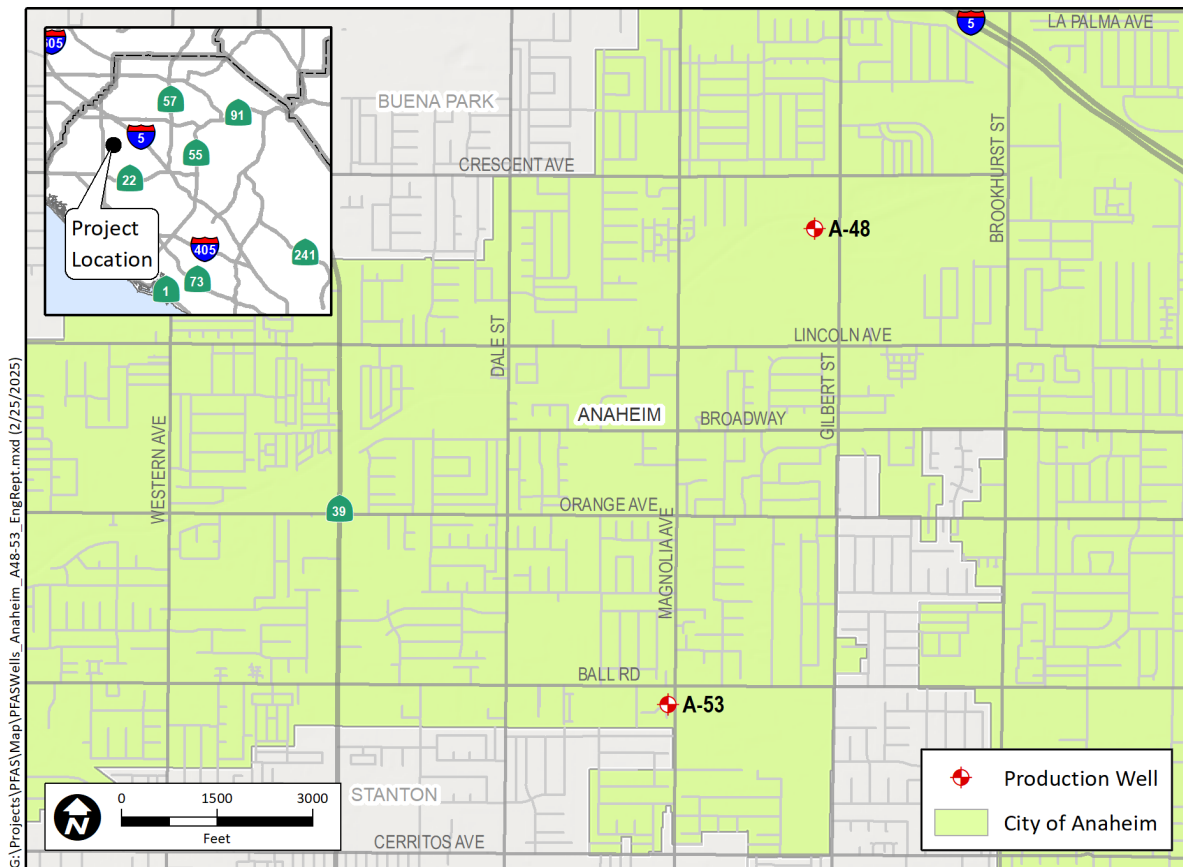 5
LA PALMA AVE
605
57
91
5
55
22
Project
Location
405
241
73
1
BUENA PARK
CRESCENT AVE
BROOKHURST ST
A-48
LINCOLN AVE
DALE ST
GILBERT ST
ANAHEIM
BROADWAY
WESTERN AVE
39
ORANGE AVE
MAGNOLIA AVE
BALL RD
A-53
STANTON
CERRITOS AVE
N
0 1500 3000
Feet
Production Well
City of Anaheim
G:\Projects\PFAS\Map\PFASWells_Anaheim_A48-53_EngRept.mxd (2/25/2025)